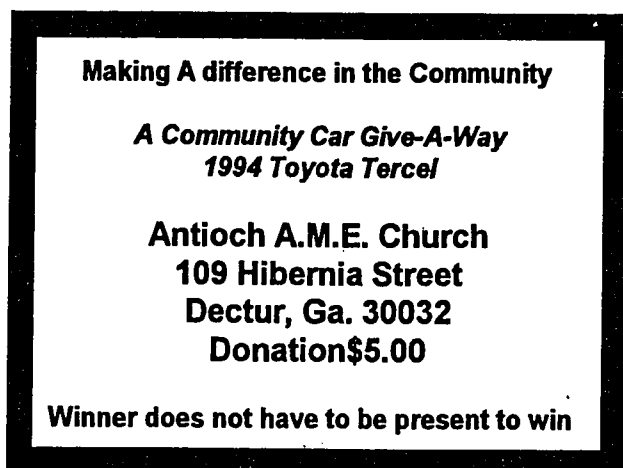 Making A difference in the Community
A Community Car Give-A-Way
1994 Toyota Tercel
Antioch A.M.E. Church
109 Hibernia Street
Dectur, Ga. 30032
Donation$5.00
Winner does not have to be present to win